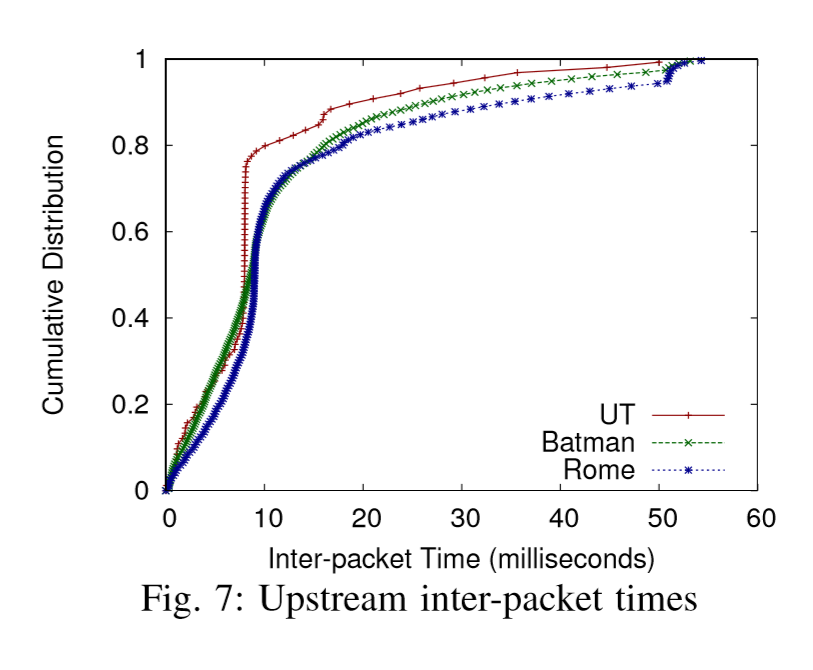 1
0.8
0.6
0.4
0.2
0
Cumulative Distribution
UT
Batman
Rome
0 10 20 30 40 50 60
Inter-packet Time (milliseconds)
Fig. 7: Upstream inter-packet times